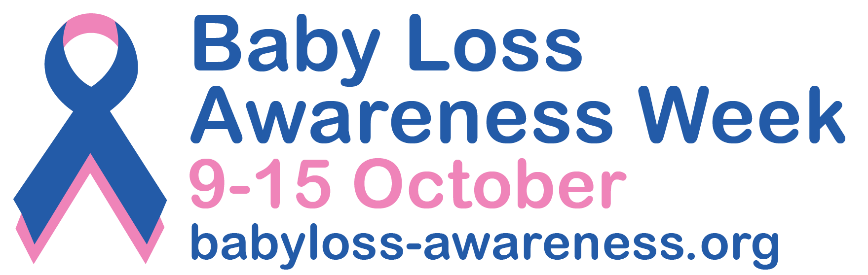 Baby Loss
Awareness Week
9-15 October
babyloss-awareness.org